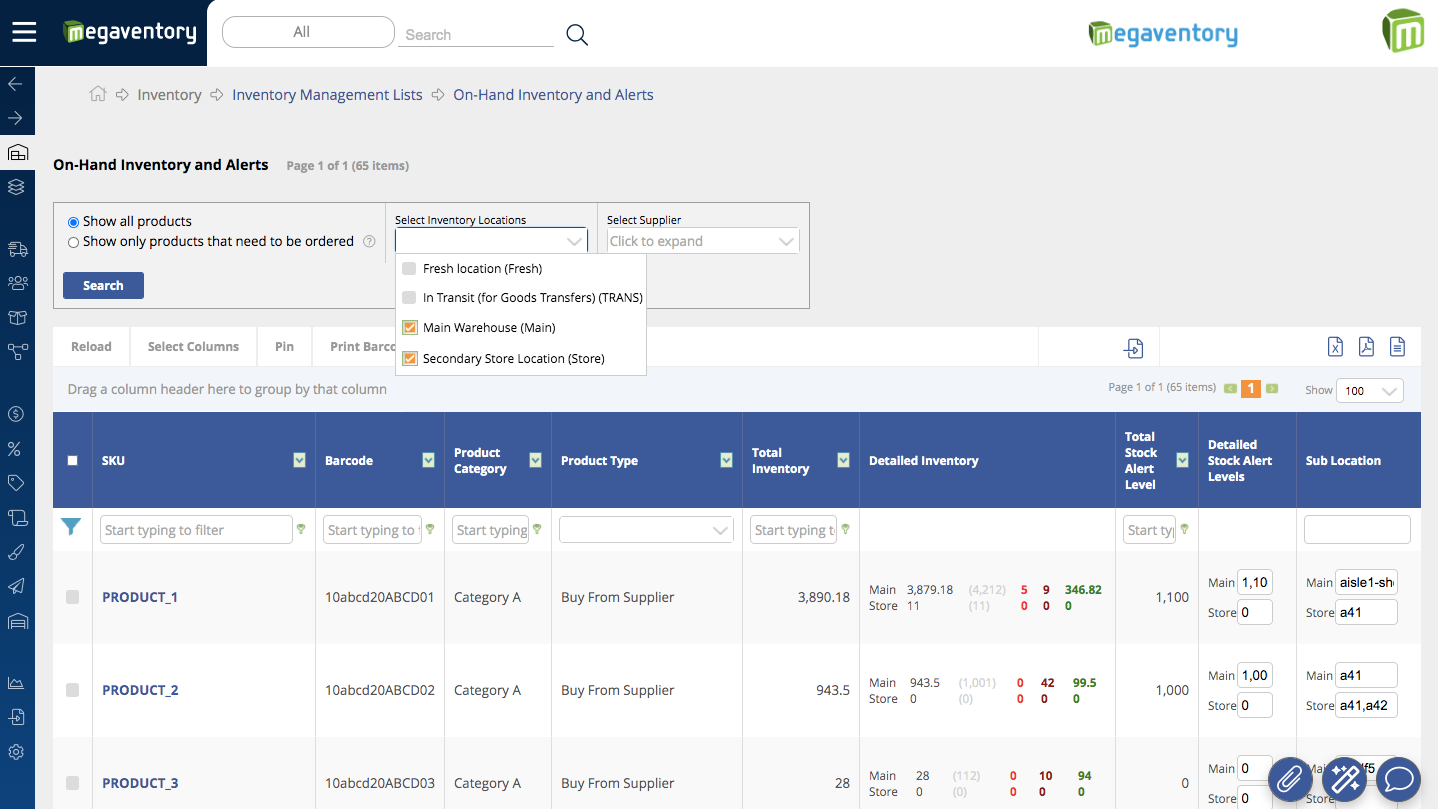 megaventory
All
Search
megaventory
Inventory
Inventory Management Lists
On-Hand Inventory and Alerts
On-Hand Inventory and Alerts
Page 1 of 1 (65 items)
Show all products
Show only products that need to be ordered
?
Search
Select Inventory Locations
Select Supplier
Click to expand
Fresh location (Fresh)
In Transit (for Goods Transfers) (TRANS)
Main Warehouse (Main)
Secondary Store Location (Store)
Reload
Select Columns
Pin
Print Barco
Drag a column header here to group by that column
Page 1 of 1 (65 items)
1
Show
100
SKU
Barcode
Product Category
Product Type
Total Inventory
Detailed Inventory
Total Stock Alert Level
Detailed Stock Alert Levels
Sub Location
Start typing to filter
Start typing to
Start typing
Start typing
Start ty
PRODUCT_1
10abcd20ABCD01
Category A
Buy From Supplier
3,890.18
Main 3,879.18 (4,212) 5 9 346.82
Store 11 (11) 0 0 0
1,100
Main 1,10
Store 0
Main aisle1-she
Store a41
PRODUCT_2
10abcd20ABCD02
Category A
Buy From Supplier
943.5
Main 943.5 (1,001) 0 42 99.5
Store 0 (0) 0 0 0
1,000
Main 1,00
Store 0
Main a41
Store a41,a42
PRODUCT_3
10abcd20ABCD03
Category A
Buy From Supplier
28
Main 28 (112) 0 10 94
Store 0 (0) 0 0 0
0
Main 0
Store 0